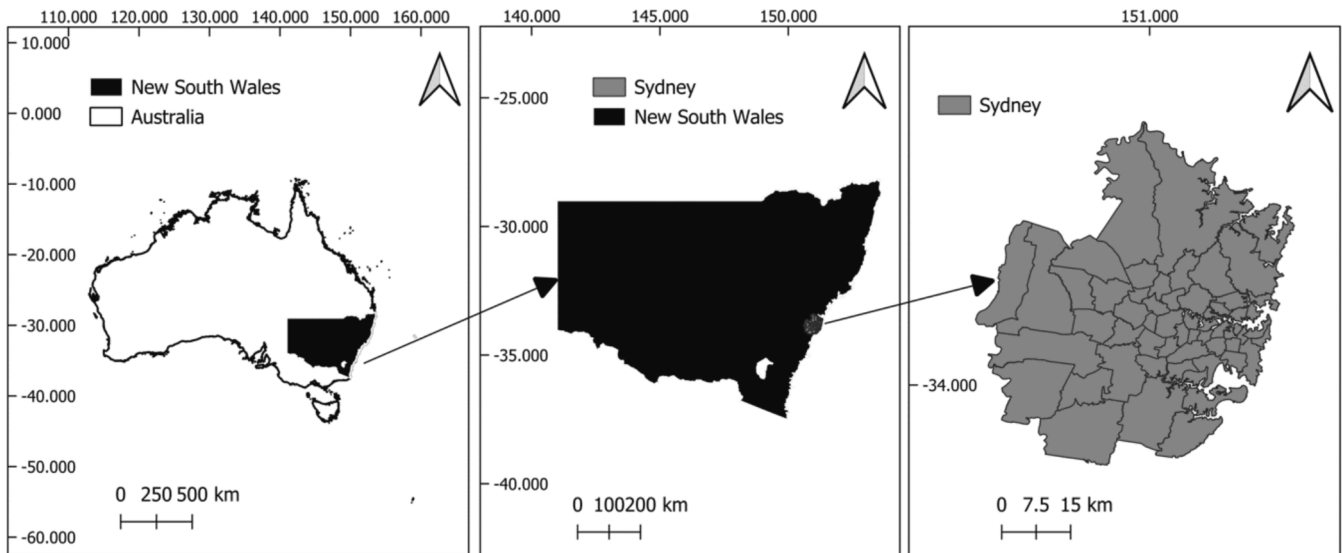 110.000 120.000 130.000 140.000 150.000 160.000
10.000
0.000
-10.000
-20.000
-30.000
-40.000
-50.000
-60.000
New South Wales
Australia
0 250 500 km
140.000 145.000 150.000
-25.000
-30.000
-35.000
-40.000
Sydney
New South Wales
0 100200 km
151.000
-34.000
Sydney
0 7.5 15 km